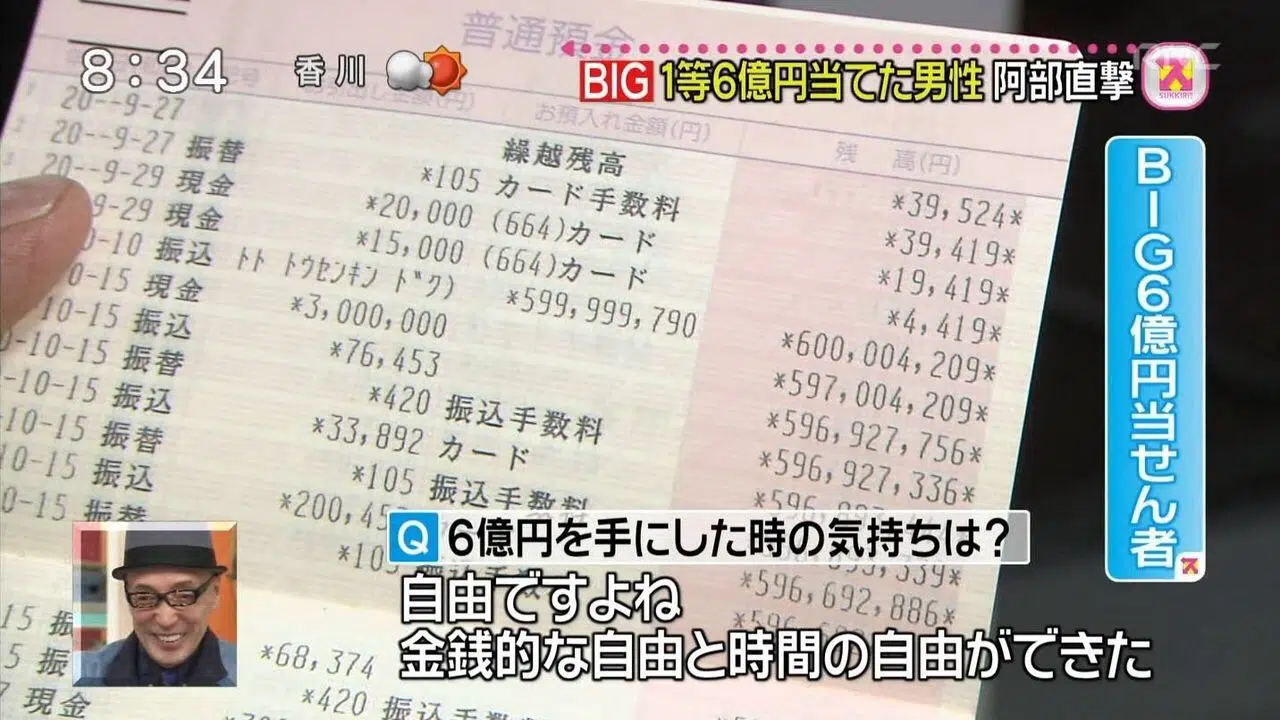 普通預金
8:34
香川
BIG 1等6億円当てた男性 阿部直撃
SUKKIRI!!
お預入れ金額(円)
残 高(円)
20--9-27 繰越残高 *39,524*
20--9-27 振替 *105 カード手数料 *39,419*
20--9-29 現金 *20,000 (664)カード *19,419*
9-29 現金 *15,000 (664)カード *4,419*
0-10 振込 トト トウセンキン ドク) *599,999,790 *600,004,209*
0-15 現金 *3,000,000 *597,004,209*
10-15 振込 *76,453 *596,927,756*
-10-15 振替 *420 振込手数料 *596,927,336*
-10-15 振込 *33,892 カード
-10-15 振替 *105 振込手数料
10-15 振込 *596,692,886*
0-15 振替
15
5 振
*68,374
現金 *420 振込手数料
BIG6億円当せん者
Q 6億円を手にした時の気持ちは?
自由ですよね
金銭的な自由と時間の自由ができた